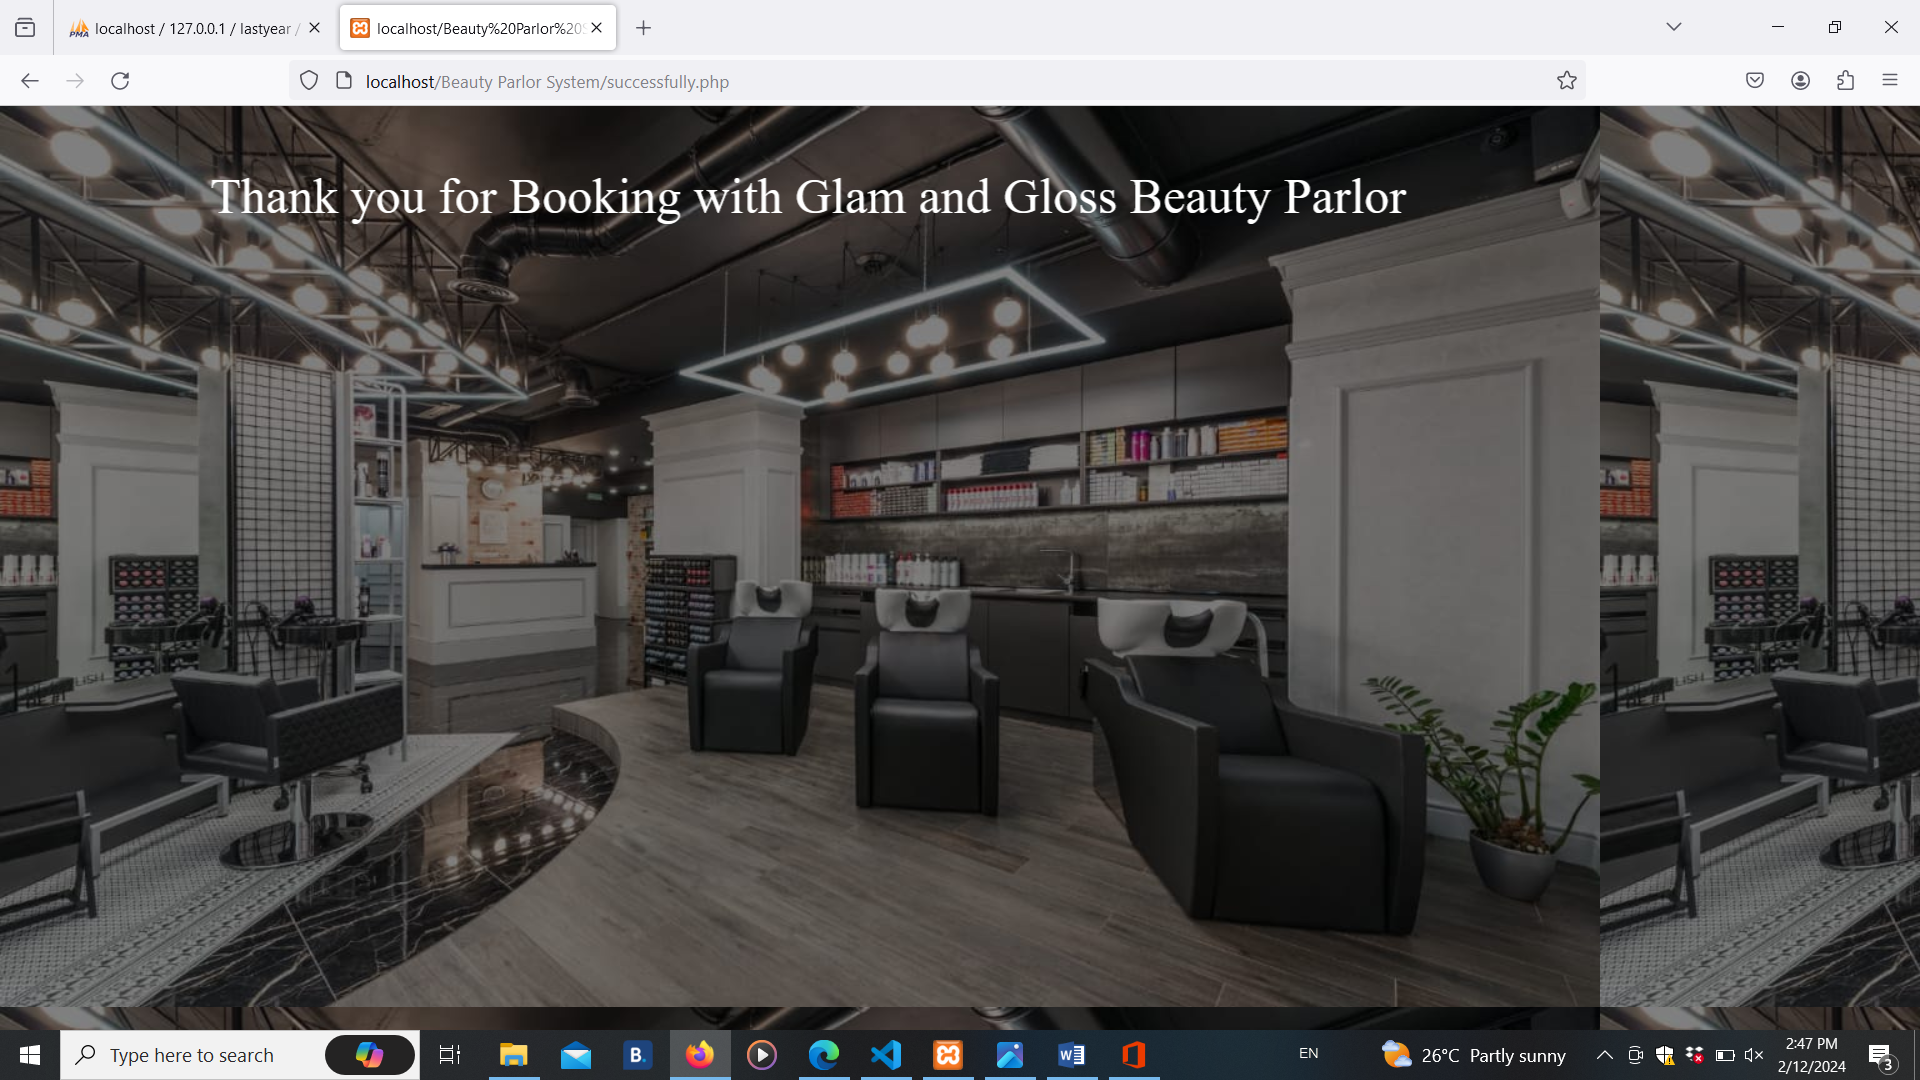 localhost / 127.0.0.1 / lastyear /
localhost/Beauty%20Parlor%20S
localhost/Beauty Parlor System/successfully.php
Thank you for Booking with Glam and Gloss Beauty Parlor
Type here to search
B.
EN
26°C Partly sunny
2:47 PM
2/12/2024
3